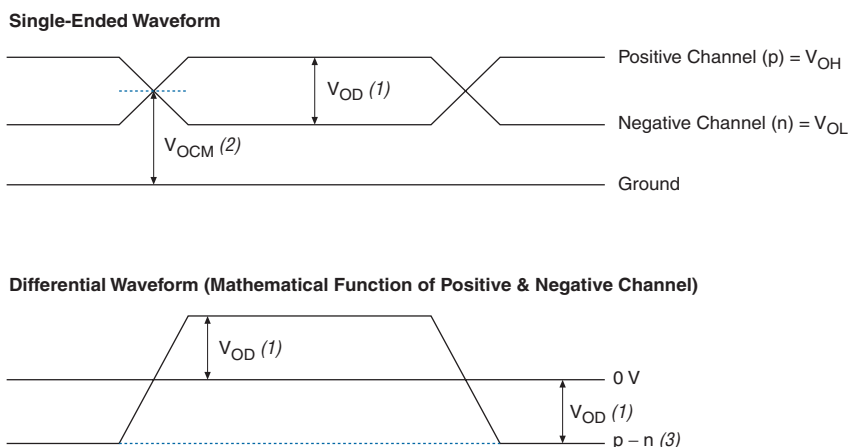 Single-Ended Waveform
Positive Channel (p) = VOH
VOD (1)
Negative Channel (n) = VOL
VOCM (2)
Ground
Differential Waveform (Mathematical Function of Positive & Negative Channel)
VOD (1)
0 V
VOD (1)
p – n (3)